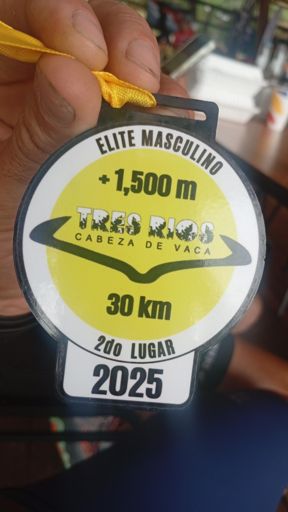 ELITE MASCULINO
+ 1,500 m
TRES RIOS
CABEZA DE VACA
30 km
2do LUGAR
2025